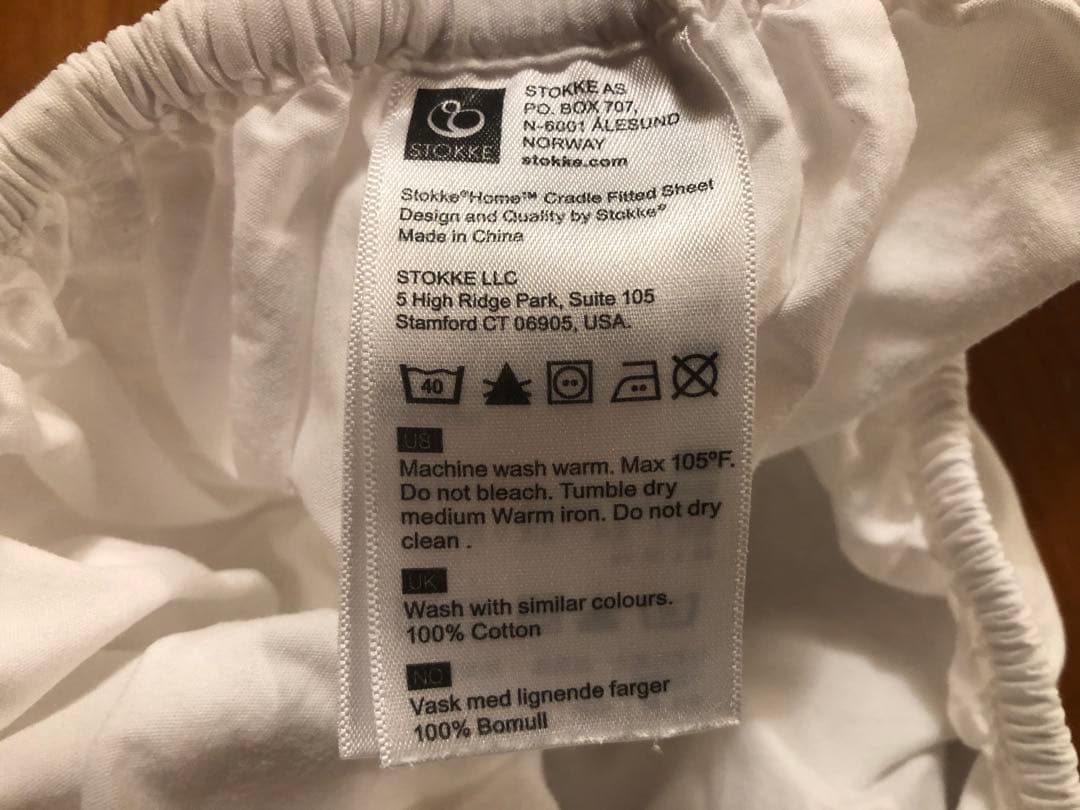 STOKKE
STOKKE AS
PO. BOX 707,
N-6001 ÅLESUND
NORWAY
stokke.com
Stokke®Home™ Cradle Fitted Sheet
Design and Quality by Stokke®
Made in China
STOKKE LLC
5 High Ridge Park, Suite 105
Stamford CT 06905, USA.
40
US
Machine wash warm. Max 105°F.
Do not bleach. Tumble dry
medium Warm iron. Do not dry
clean .
UK
Wash with similar colours.
100% Cotton
NO
Vask med lignende farger
100% Bomull